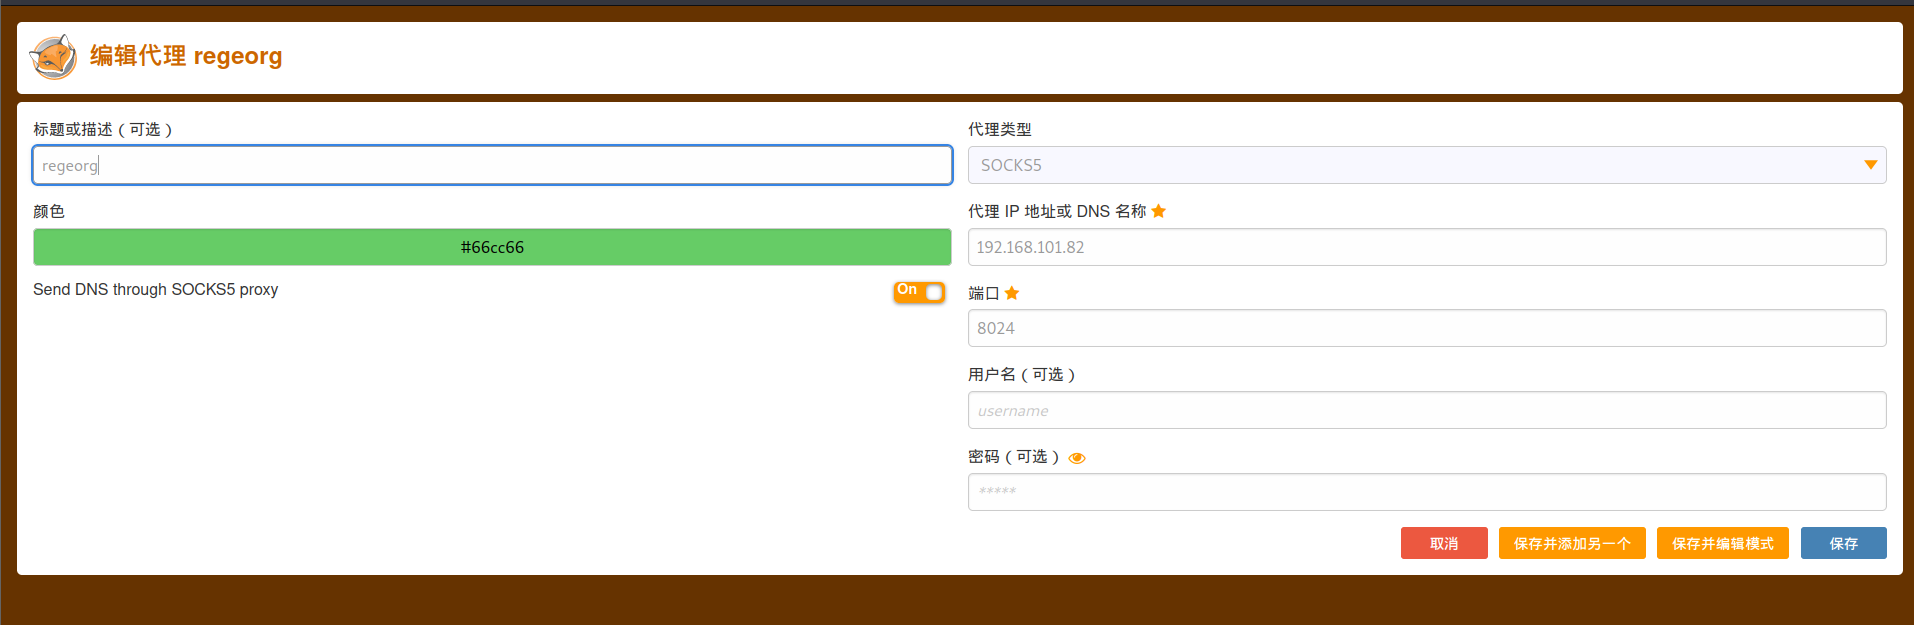 编辑代理 regeorg
标题或描述（可选）
regeorg
颜色
#66cc66
Send DNS through SOCKS5 proxy
On
代理类型
SOCKS5
代理 IP 地址或 DNS 名称
192.168.101.82
端口
8024
用户名（可选）
username
密码（可选）
*****
取消
保存并添加另一个
保存并编辑模式
保存